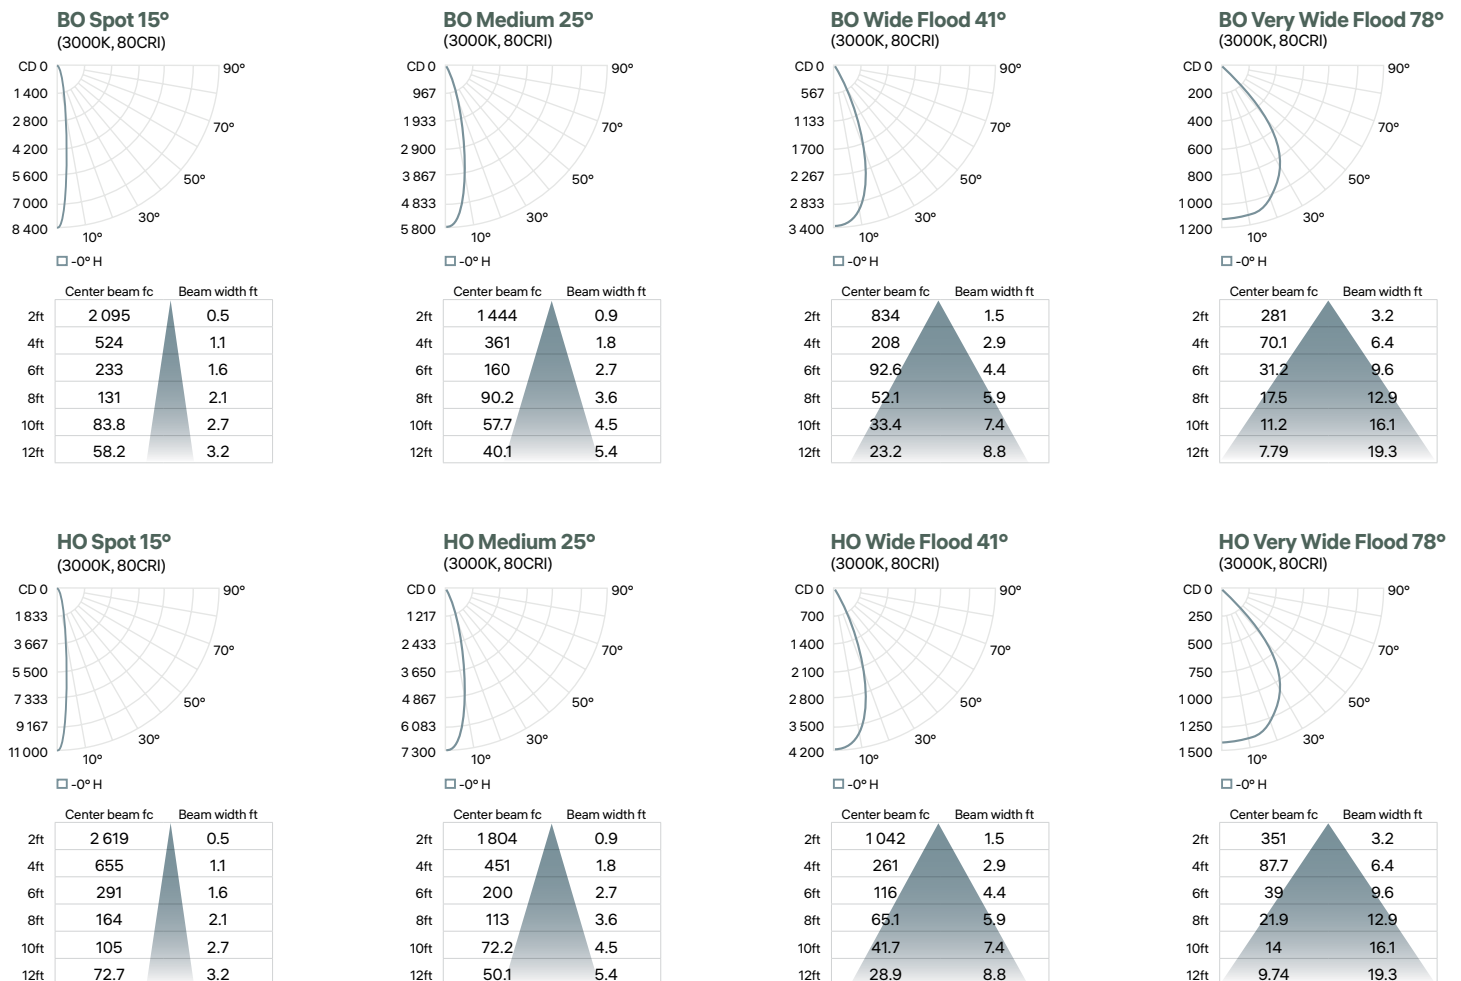 BO Spot 15°
(3000K, 80CRI)
CD 0
1 400
2 800
4 200
5 600
7 000
8 400
90°
70°
50°
30°
10°
-0° H
Center beam fc Beam width ft
2ft 2 095 0.5
4ft 524 1.1
6ft 233 1.6
8ft 131 2.1
10ft 83.8 2.7
12ft 58.2 3.2
BO Medium 25°
(3000K, 80CRI)
CD 0
967
1 933
2 900
3 867
4 833
5 800
90°
70°
50°
30°
10°
-0° H
Center beam fc Beam width ft
2ft 1 444 0.9
4ft 361 1.8
6ft 160 2.7
8ft 90.2 3.6
10ft 57.7 4.5
12ft 40.1 5.4
BO Wide Flood 41°
(3000K, 80CRI)
CD 0
567
1 133
1 700
2 267
2 833
3 400
90°
70°
50°
30°
10°
-0° H
Center beam fc Beam width ft
2ft 834 1.5
4ft 208 2.9
6ft 92.6 4.4
8ft 52.1 5.9
10ft 33.4 7.4
12ft 23.2 8.8
BO Very Wide Flood 78°
(3000K, 80CRI)
CD 0
200
400
600
800
1 000
1 200
90°
70°
50°
30°
10°
-0° H
Center beam fc Beam width ft
2ft 281 3.2
4ft 70.1 6.4
6ft 31.2 9.6
8ft 17.5 12.9
10ft 11.2 16.1
12ft 7.79 19.3
HO Spot 15°
(3000K, 80CRI)
CD 0
1 833
3 667
5 500
7 333
9 167
11 000
90°
70°
50°
30°
10°
-0° H
Center beam fc Beam width ft
2ft 2 619 0.5
4ft 655 1.1
6ft 291 1.6
8ft 164 2.1
10ft 105 2.7
12ft 72.7 3.2
HO Medium 25°
(3000K, 80CRI)
CD 0
1 217
2 433
3 650
4 867
6 083
7 300
90°
70°
50°
30°
10°
-0° H
Center beam fc Beam width ft
2ft 1 804 0.9
4ft 451 1.8
6ft 200 2.7
8ft 113 3.6
10ft 72.2 4.5
12ft 50.1 5.4
HO Wide Flood 41°
(3000K, 80CRI)
CD 0
700
1 400
2 100
2 800
3 500
4 200
90°
70°
50°
30°
10°
-0° H
Center beam fc Beam width ft
2ft 1 042 1.5
4ft 261 2.9
6ft 116 4.4
8ft 65.1 5.9
10ft 41.7 7.4
12ft 28.9 8.8
HO Very Wide Flood 78°
(3000K, 80CRI)
CD 0
250
500
750
1 000
1 250
1 500
90°
70°
50°
30°
10°
-0° H
Center beam fc Beam width ft
2ft 351 3.2
4ft 87.7 6.4
6ft 39 9.6
8ft 21.9 12.9
10ft 14 16.1
12ft 9.74 19.3